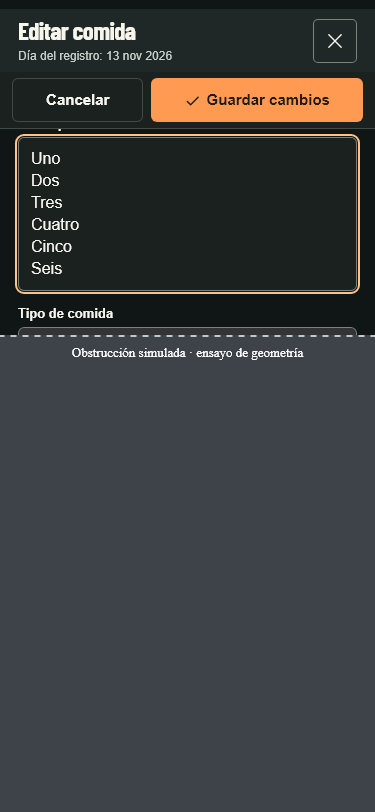 Editar comida
Día del registro: 13 nov 2026
Cancelar
Guardar cambios
Uno
Dos
Tres
Cuatro
Cinco
Seis
Tipo de comida
Obstrucción simulada · ensayo de geometría